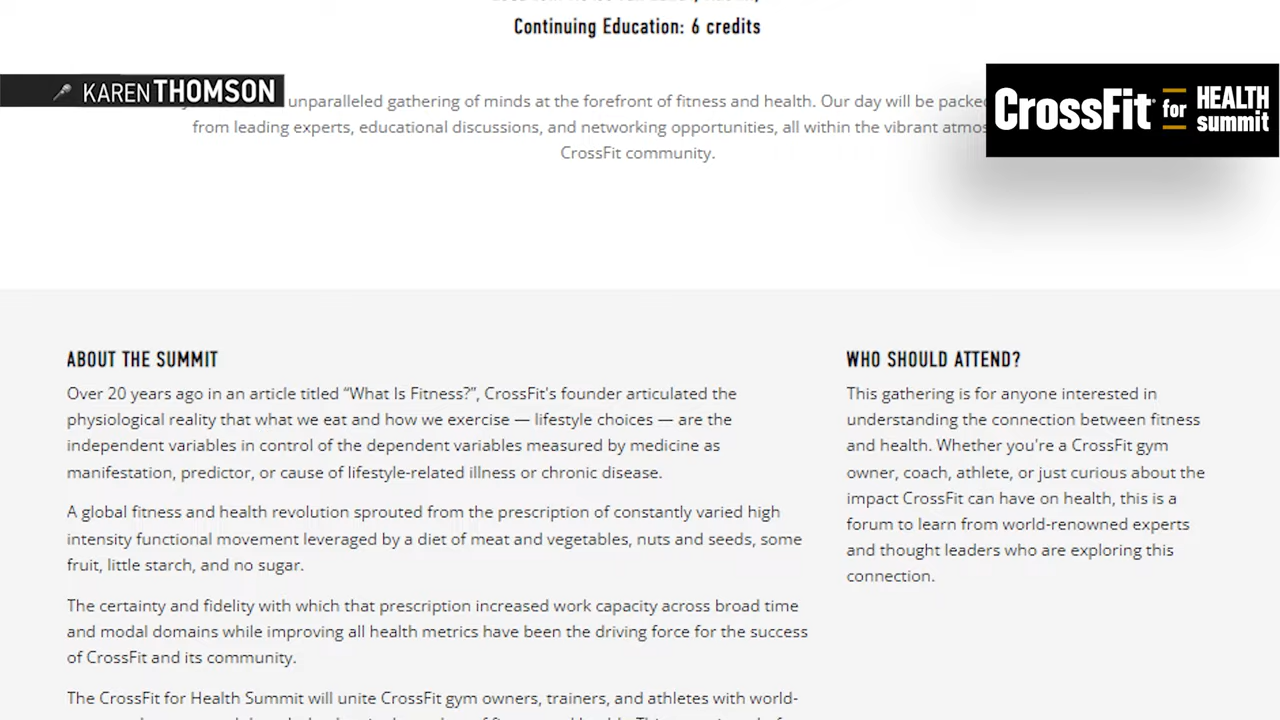 Continuing Education: 6 credits
KAREN THOMSON
unparalleled gathering of minds at the forefront of fitness and health. Our day will be packed
from leading experts, educational discussions, and networking opportunities, all within the vibrant
CrossFit community.
CrossFit for HEALTH summit
ABOUT THE SUMMIT
Over 20 years ago in an article titled “What Is Fitness?”, CrossFit's founder articulated the
physiological reality that what we eat and how we exercise — lifestyle choices — are the
independent variables in control of the dependent variables measured by medicine as
manifestation, predictor, or cause of lifestyle-related illness or chronic disease.
A global fitness and health revolution sprouted from the prescription of constantly varied high
intensity functional movement leveraged by a diet of meat and vegetables, nuts and seeds, some
fruit, little starch, and no sugar.
The certainty and fidelity with which that prescription increased work capacity across broad time
and modal domains while improving all health metrics have been the driving force for the success
of CrossFit and its community.
The CrossFit for Health Summit will unite CrossFit gym owners, trainers, and athletes with world-
WHO SHOULD ATTEND?
This gathering is for anyone interested in
understanding the connection between fitness
and health. Whether you're a CrossFit gym
owner, coach, athlete, or just curious about the
impact CrossFit can have on health, this is a
forum to learn from world-renowned experts
and thought leaders who are exploring this
connection.